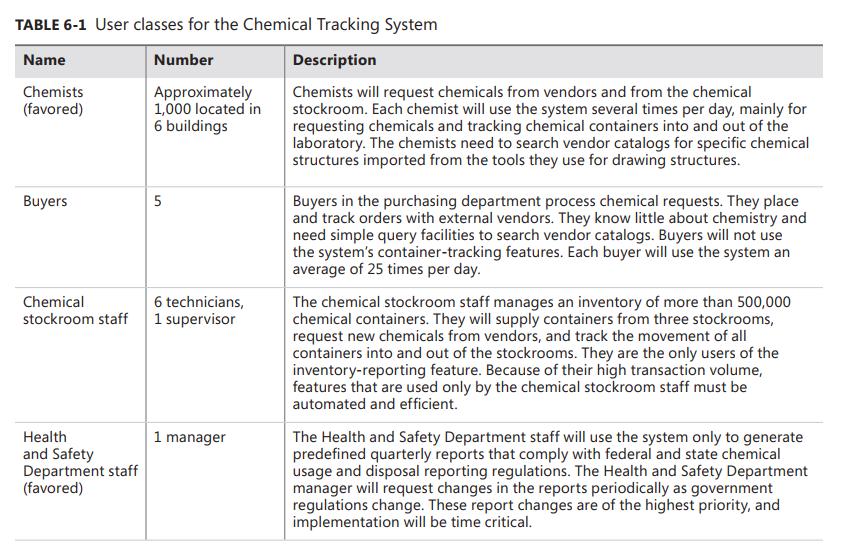 TABLE 6-1 User classes for the Chemical Tracking System
Name
Number
Description
Chemists
(favored)
Approximately
1,000 located in
6 buildings
Chemists will request chemicals from vendors and from the chemical
stockroom. Each chemist will use the system several times per day, mainly for
requesting chemicals and tracking chemical containers into and out of the
laboratory. The chemists need to search vendor catalogs for specific chemical
structures imported from the tools they use for drawing structures.
Buyers
5
Buyers in the purchasing department process chemical requests. They place
and track orders with external vendors. They know little about chemistry and
need simple query facilities to search vendor catalogs. Buyers will not use
the system's container-tracking features. Each buyer will use the system an
average of 25 times per day.
Chemical
stockroom staff
6 technicians,
1 supervisor
The chemical stockroom staff manages an inventory of more than 500,000
chemical containers. They will supply containers from three stockrooms,
request new chemicals from vendors, and track the movement of all
containers into and out of the stockrooms. They are the only users of the
inventory-reporting feature. Because of their high transaction volume,
features that are used only by the chemical stockroom staff must be
automated and efficient.
Health
and Safety
Department staff
(favored)
1 manager
The Health and Safety Department staff will use the system only to generate
predefined quarterly reports that comply with federal and state chemical
usage and disposal reporting regulations. The Health and Safety Department
manager will request changes in the reports periodically as government
regulations change. These report changes are of the highest priority, and
implementation will be time critical.